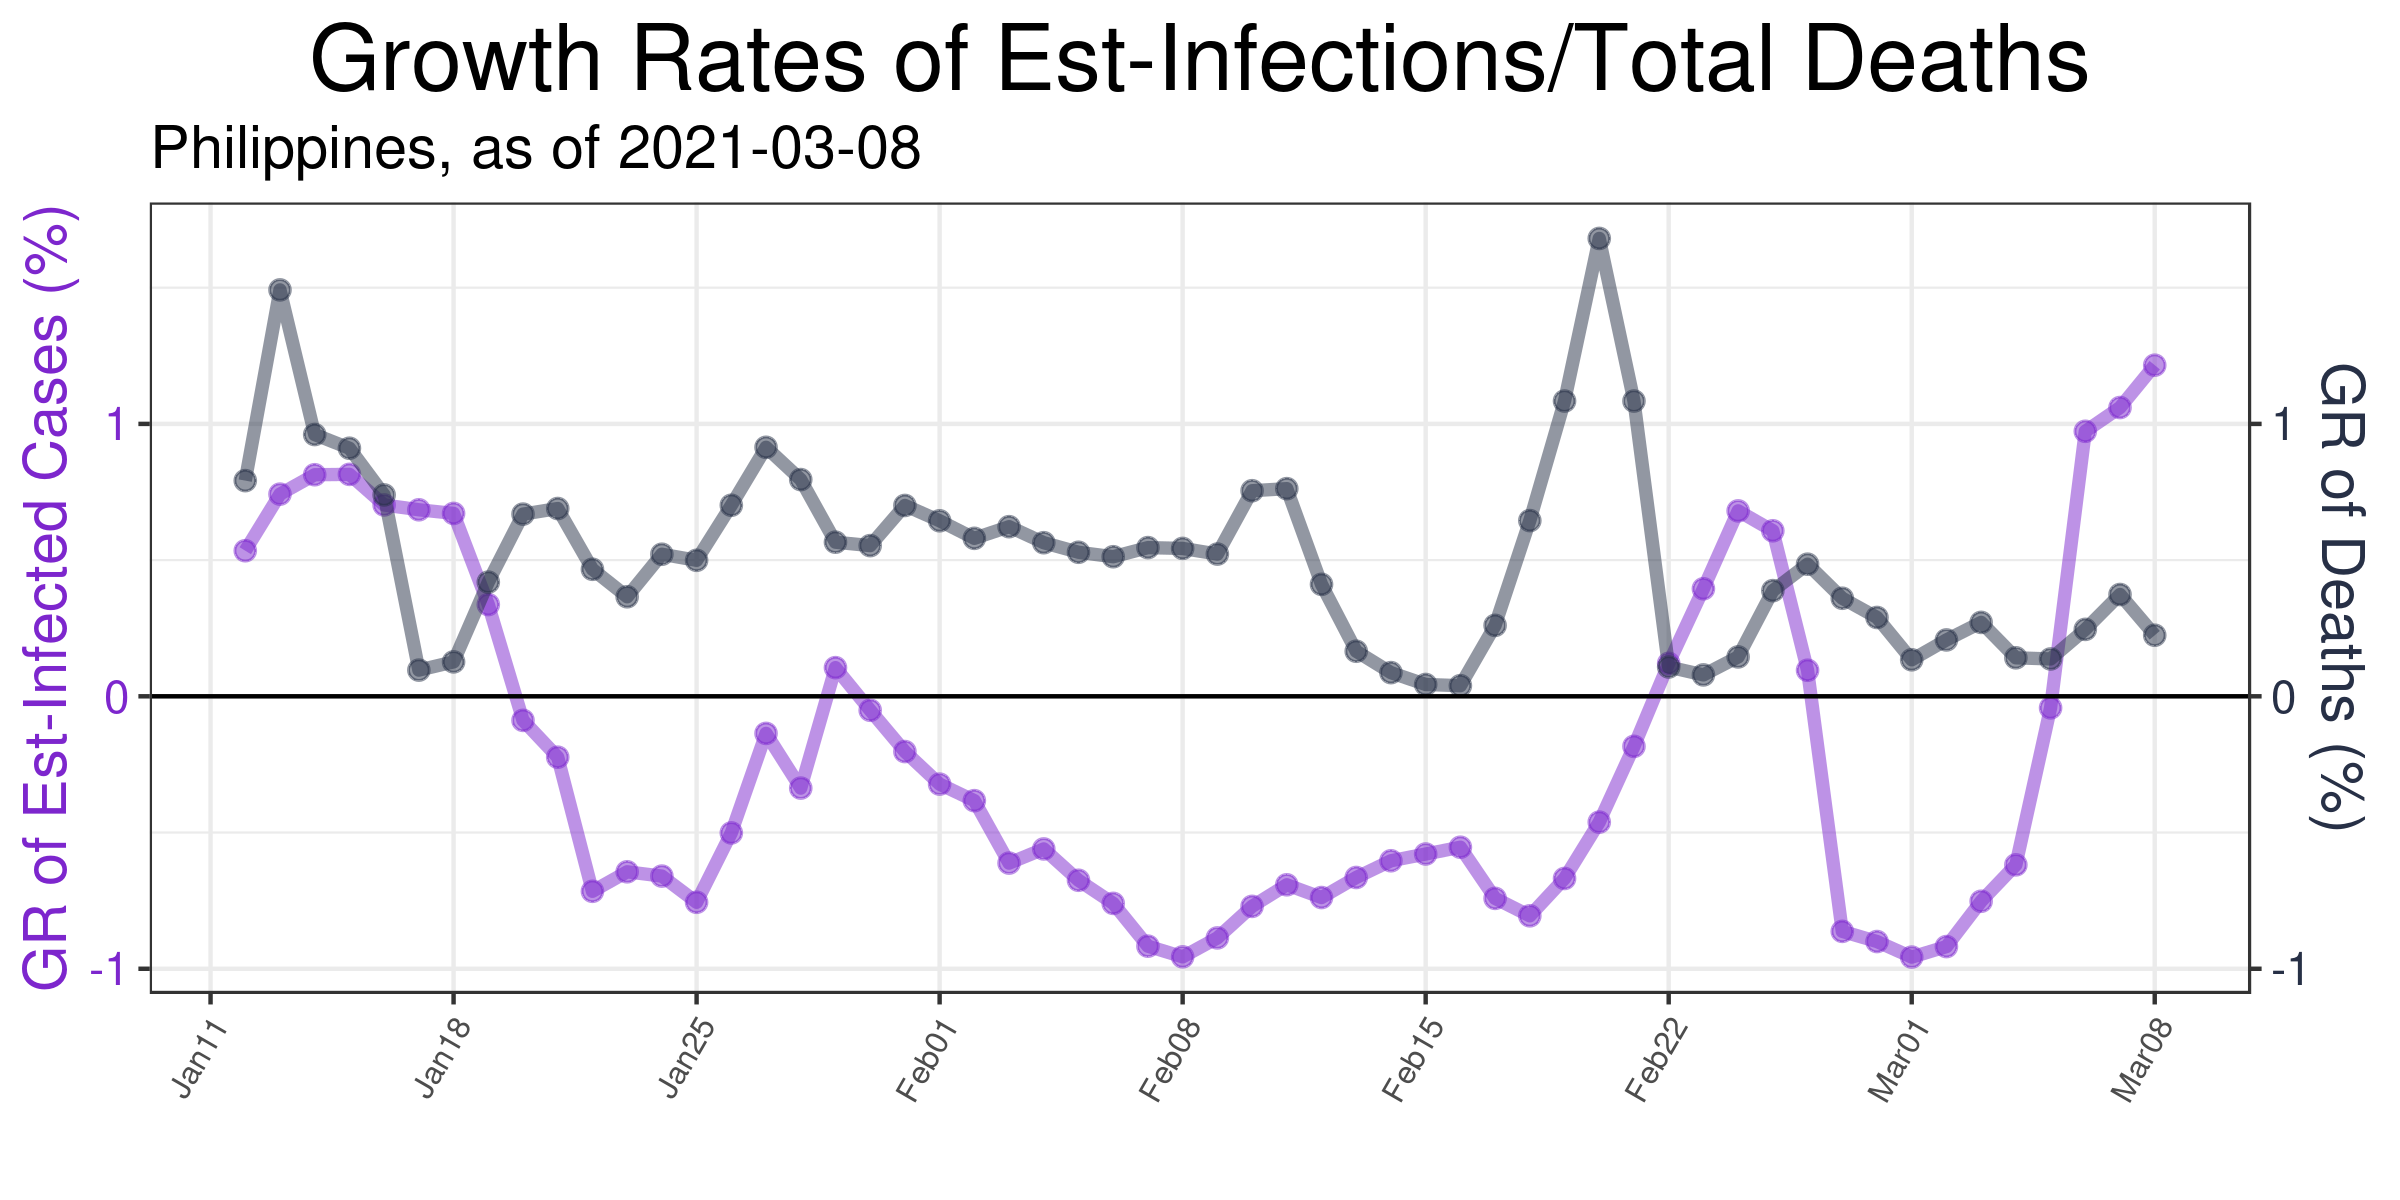 Growth Rates of Est-Infections/Total Deaths
Philippines, as of 2021-03-08
GR of Est-Infected Cases (%)
1
0
-1
1
0
-1
GR of Deaths (%)
Jan11
Jan18
Jan25
Feb01
Feb08
Feb15
Feb22
Mar01
Mar08